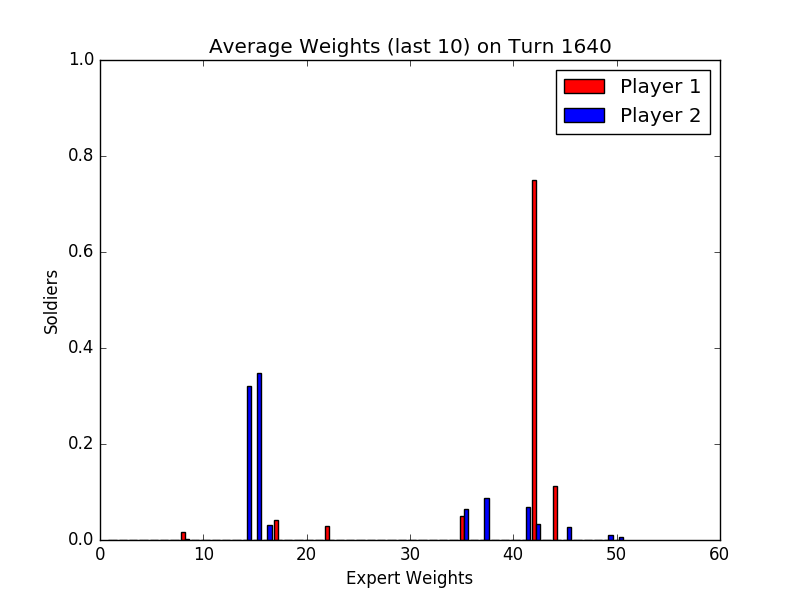 Average Weights (last 10) on Turn 1640
1.0
Player 1
Player 2
0.8
0.6
Soldiers
0.4
0.2
0.0
0 10 20 30 40 50 60
Expert Weights